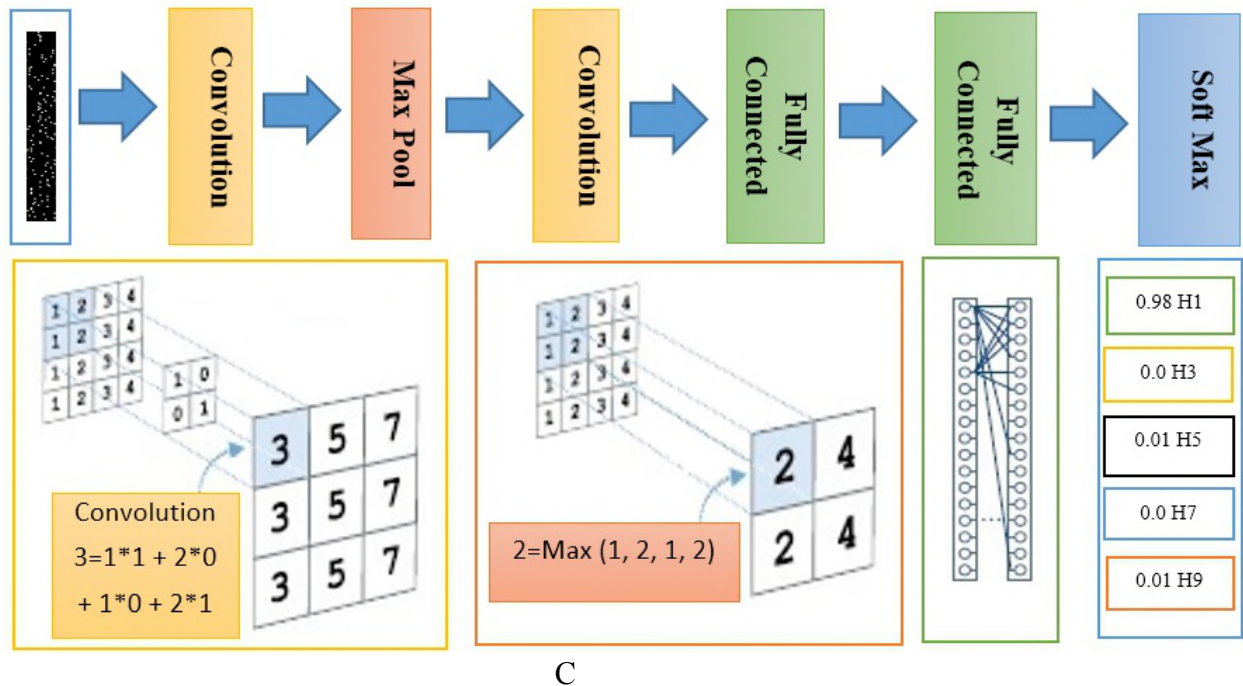 Convolution
Max Pool
Convolution
Fully
Connected
Fully
Connected
Soft Max
1 2 3 4
1 2 3 4
1 2 3 4
1 2 3 4
1 0
0 1
3 5 7
3 5 7
3 5 7
Convolution
3=1*1 + 2*0
+ 1*0 + 2*1
1 2 3 4
1 2 3 4
1 2 3 4
1 2 3 4
2 4
2 4
2=Max (1, 2, 1, 2)
0.98 H1
0.0 H3
0.01 H5
0.0 H7
0.01 H9
C